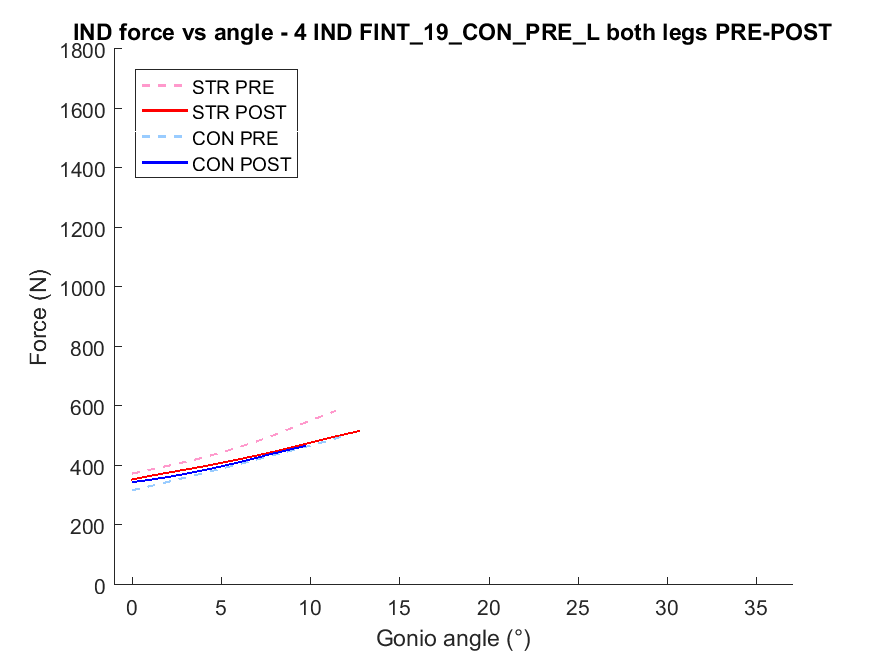 IND force vs angle - 4 IND FINT_19_CON_PRE_L both legs PRE-POST
1800
1800
1400
1200
1000
800
600
400
200
0
Force (N)
STR PRE
STR POST
CON PRE
CON POST
0
5
10
15
20
25
30
35
Gonio angle (°)